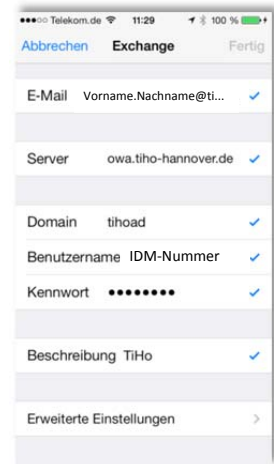 ●●●○○ Telekom.de 11:29 100 %
Abbrechen Exchange Fertig
E-Mail Vorname.Nachname@ti...
Server owa.tiho-hannover.de
Domain tihoad
Benutzername IDM-Nummer
Kennwort ●●●●●●●●
Beschreibung TiHo
Erweiterte Einstellungen